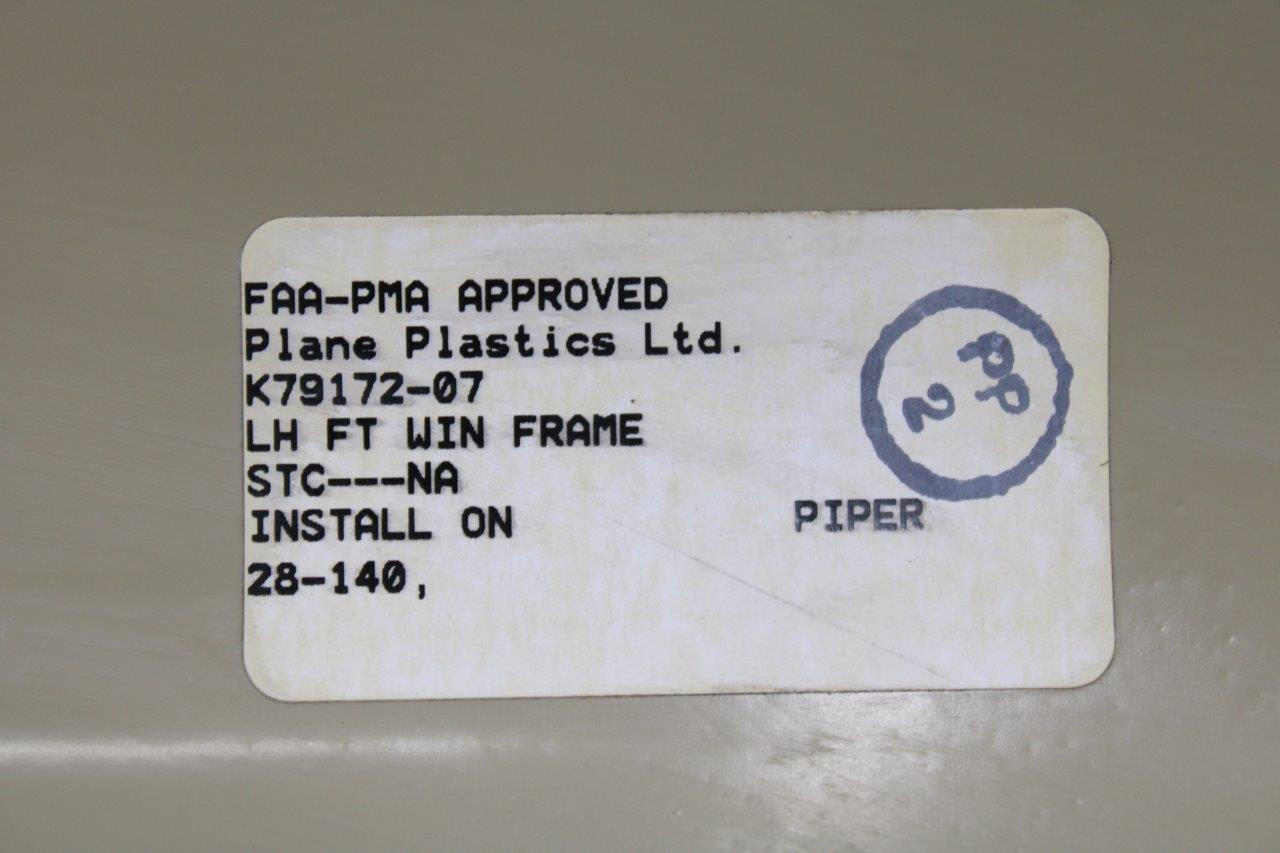 FAA-PMA APPROVED
Plane Plastics Ltd.
K79172-07
LH FT WIN FRAME
STC---NA
INSTALL ON PIPER
28-140,
PP
2